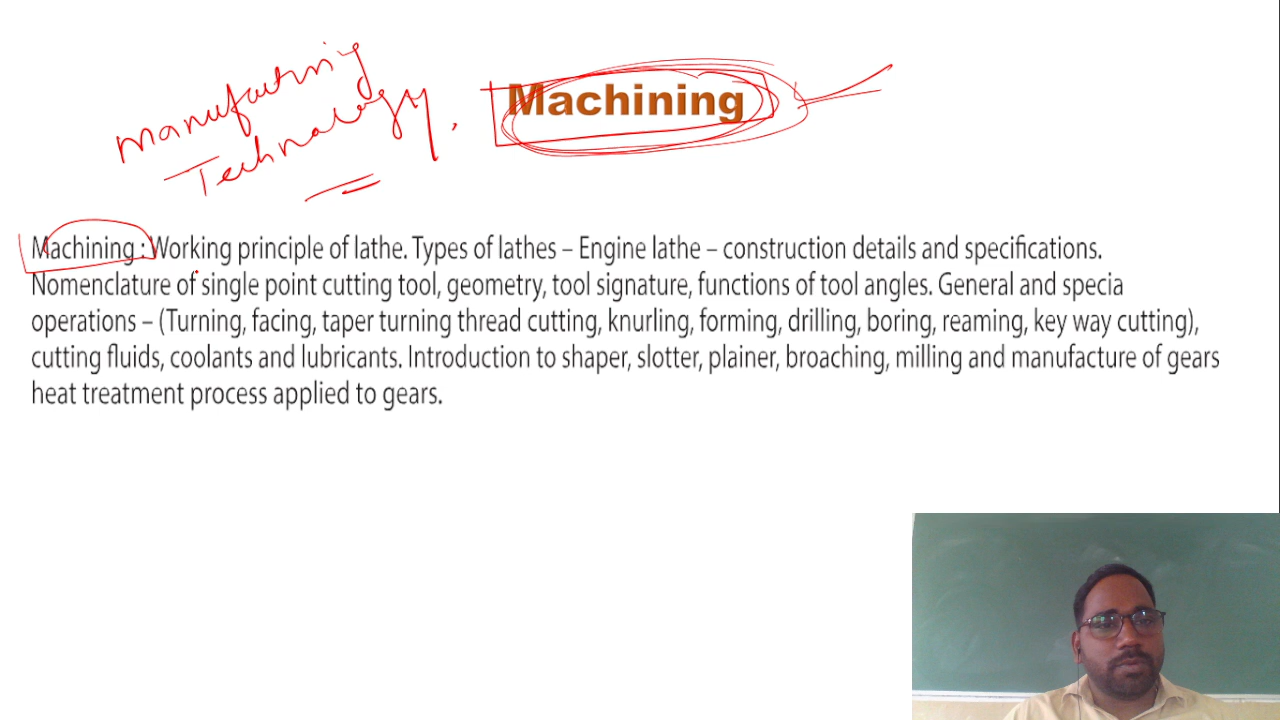 Manufacturing
Technology.
Machining
Machining : Working principle of lathe. Types of lathes – Engine lathe – construction details and specifications.
Nomenclature of single point cutting tool, geometry, tool signature, functions of tool angles. General and specia
operations – (Turning, facing, taper turning thread cutting, knurling, forming, drilling, boring, reaming, key way cutting),
cutting fluids, coolants and lubricants. Introduction to shaper, slotter, plainer, broaching, milling and manufacture of gears
heat treatment process applied to gears.